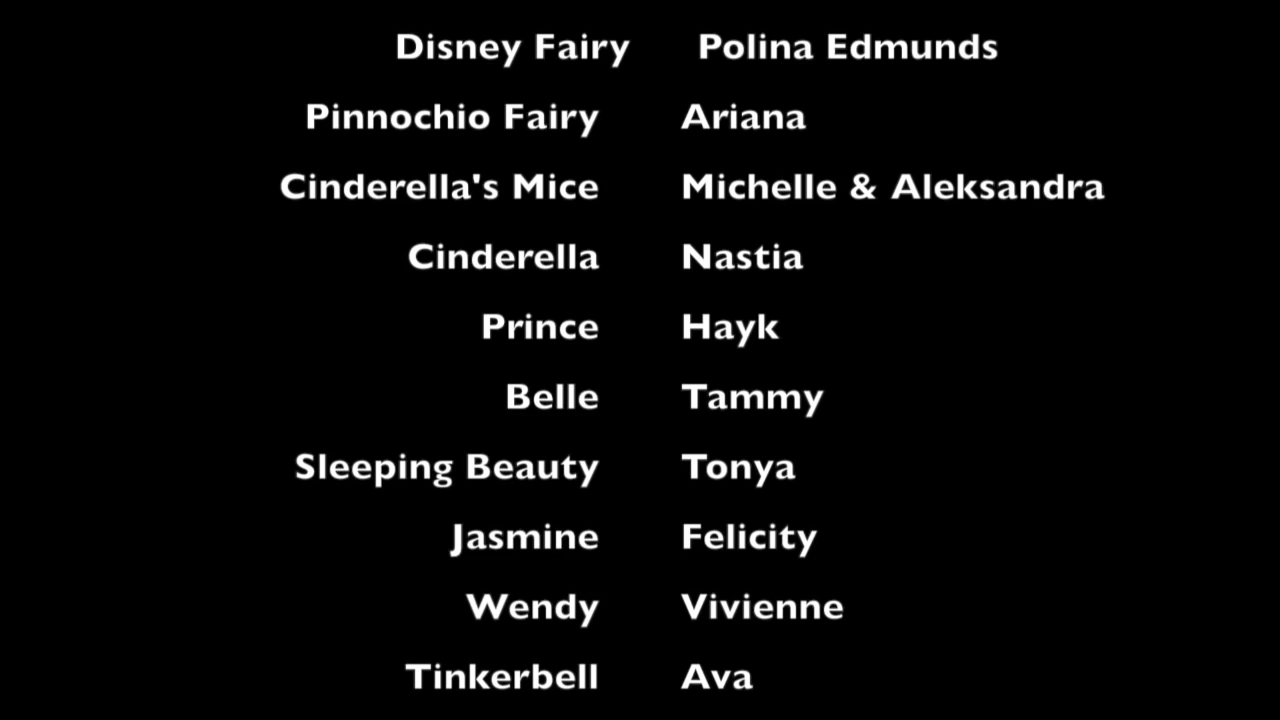 Disney Fairy Polina Edmunds
Pinnochio Fairy Ariana
Cinderella's Mice Michelle & Aleksandra
Cinderella Nastia
Prince Hayk
Belle Tammy
Sleeping Beauty Tonya
Jasmine Felicity
Wendy Vivienne
Tinkerbell Ava